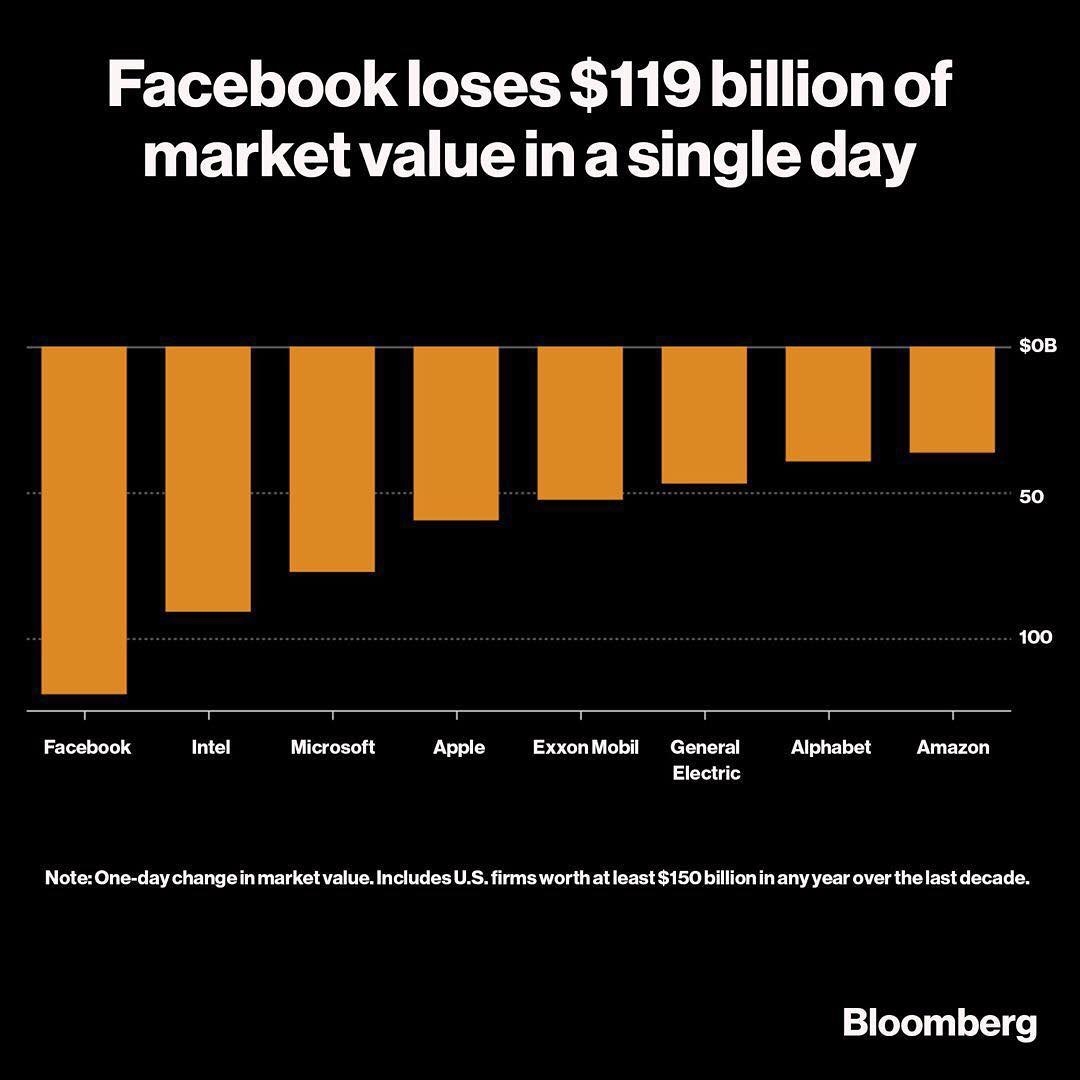 Facebook loses $119 billion of
market value in a single day
$0B
50
100
Facebook Intel Microsoft Apple Exxon Mobil General Alphabet Amazon
Electric
Note: One-day change in market value. Includes U.S. firms worth at least $150 billion in any year over the last decade.
Bloomberg